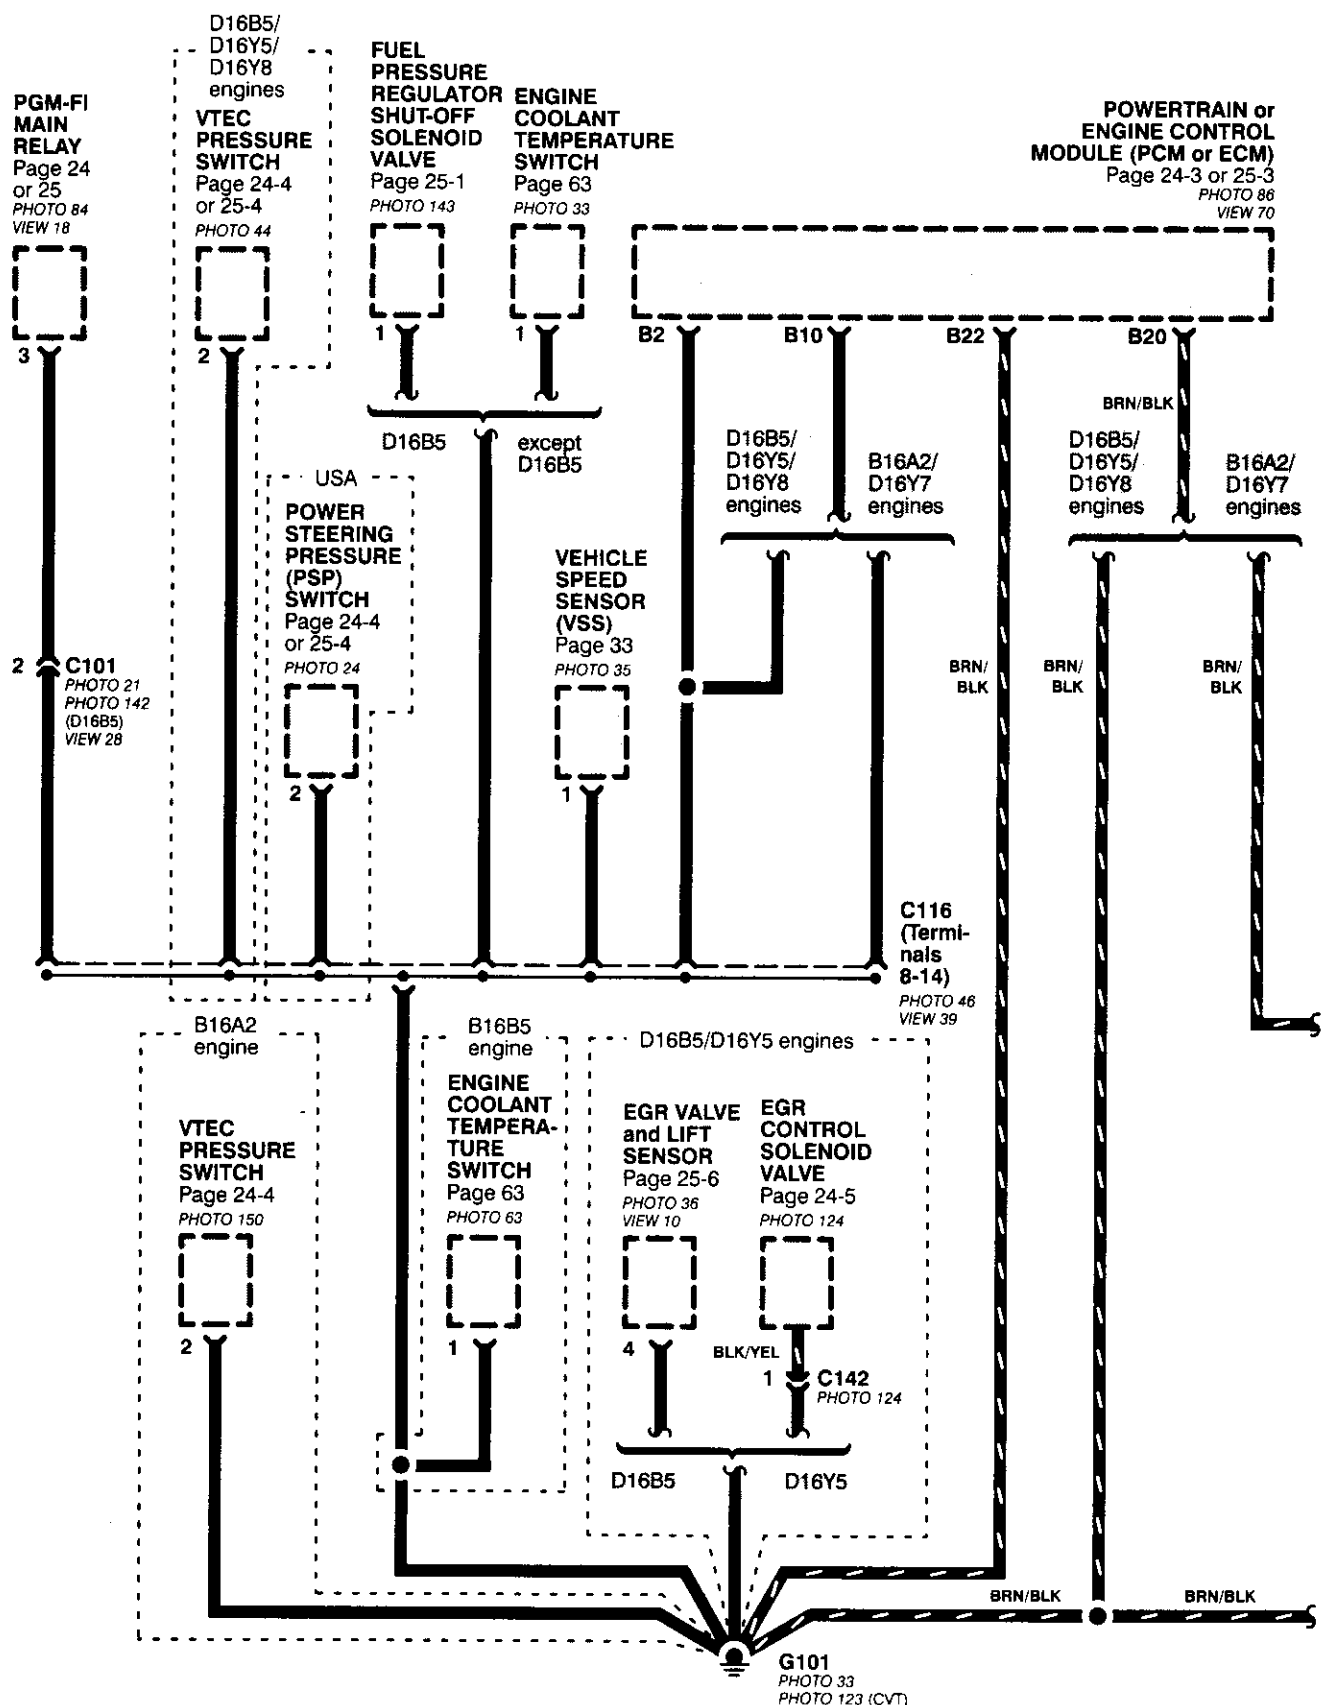 D16B5/
D16Y5/
D16Y8
engines
PGM-FI
MAIN
RELAY
Page 24
or 25
PHOTO 84
VIEW 18
3
VTEC
PRESSURE
SWITCH
Page 24-4
or 25-4
PHOTO 44
2
FUEL
PRESSURE
REGULATOR
SHUT-OFF
SOLENOID
VALVE
Page 25-1
PHOTO 143
1
ENGINE
COOLANT
TEMPERATURE
SWITCH
Page 63
PHOTO 33
1
POWERTRAIN or
ENGINE CONTROL
MODULE (PCM or ECM)
Page 24-3 or 25-3
PHOTO 86
VIEW 70
B2
B10
B22
B20
BRN/BLK
D16B5
except
D16B5
D16B5/
D16Y5/
D16Y8
engines
B16A2/
D16Y7
engines
D16B5/
D16Y5/
D16Y8
engines
B16A2/
D16Y7
engines
USA
POWER
STEERING
PRESSURE
(PSP)
SWITCH
Page 24-4
or 25-4
PHOTO 24
2
VEHICLE
SPEED
SENSOR
(VSS)
Page 33
PHOTO 35
1
2
C101
PHOTO 21
PHOTO 142
(D16B5)
VIEW 28
BRN/
BLK
BRN/
BLK
BRN/
BLK
C116
(Termi-
nals
8-14)
PHOTO 46
VIEW 39
B16A2
engine
VTEC
PRESSURE
SWITCH
Page 24-4
PHOTO 150
2
B16B5
engine
ENGINE
COOLANT
TEMPERA-
TURE
SWITCH
Page 63
PHOTO 63
1
D16B5/D16Y5 engines
EGR VALVE
and LIFT
SENSOR
Page 25-6
PHOTO 36
VIEW 10
4
EGR
CONTROL
SOLENOID
VALVE
Page 24-5
PHOTO 124
BLK/YEL
1
C142
PHOTO 124
D16B5
D16Y5
BRN/BLK
BRN/BLK
G101
PHOTO 33
PHOTO 123 (CVT)